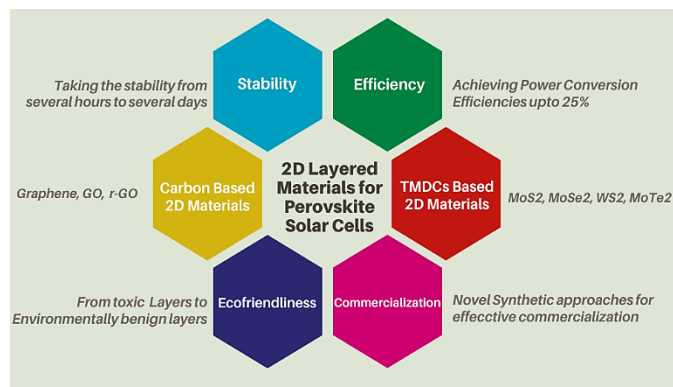 Taking the stability from
several hours to several days
Stability
Efficiency
Achieving Power Conversion
Efficiencies upto 25%
Graphene, GO, r-GO
Carbon Based
2D Materials
2D Layered
Materials for
Perovskite
Solar Cells
TMDCs Based
2D Materials
MoS2, MoSe2, WS2, MoTe2
From toxic Layers to
Environmentally benign layers
Ecofriendliness
Commercialization
Novel Synthetic approaches for
effecctive commercialization